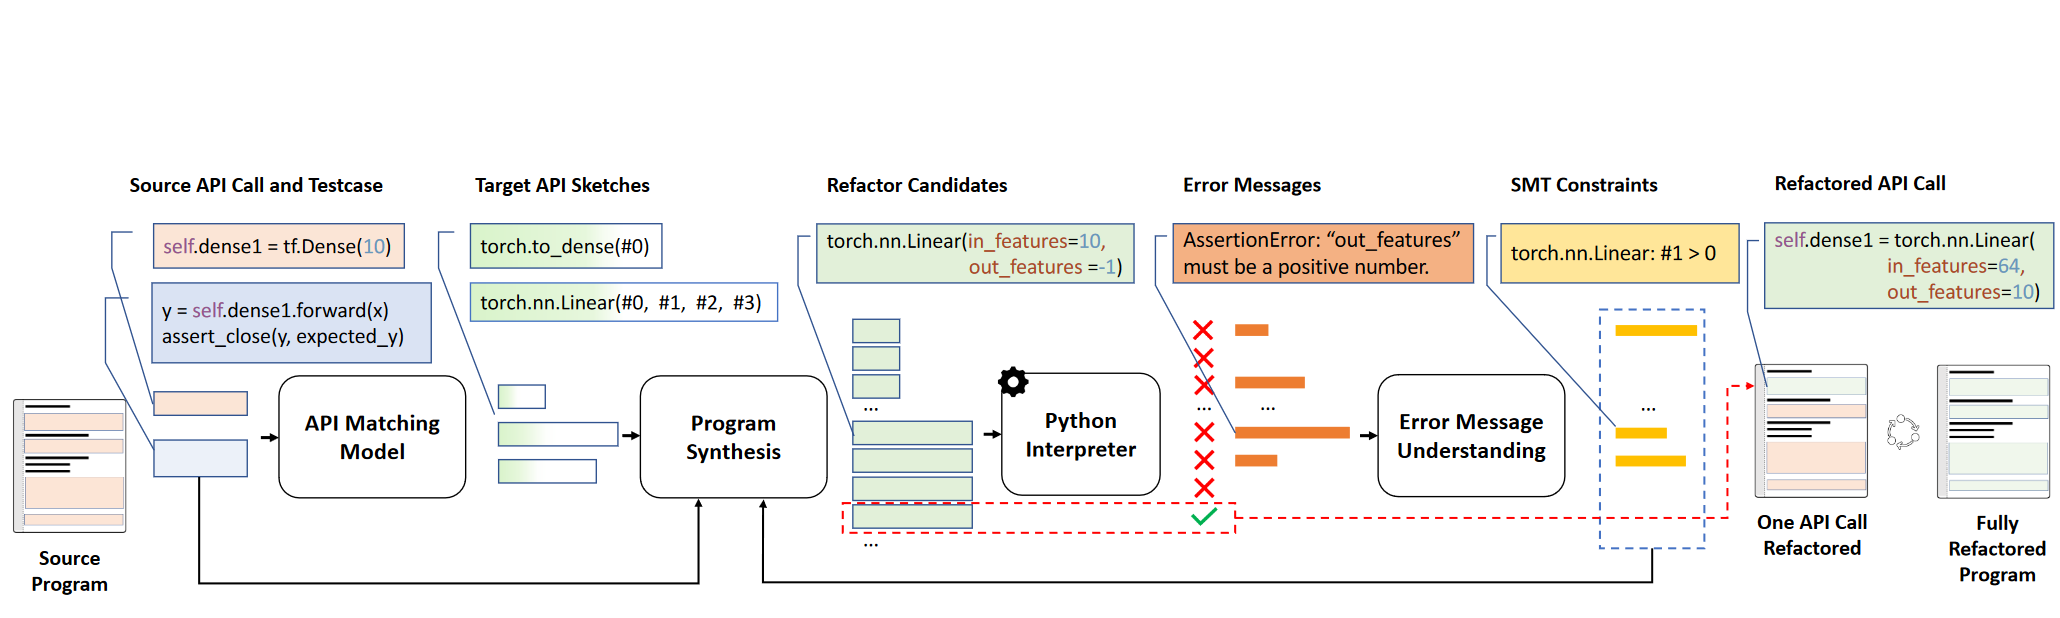 Source API Call and Testcase
self.dense1 = tf.Dense(10)
y = self.dense1.forward(x)
assert_close(y, expected_y)
Source
Program
API Matching
Model
Target API Sketches
torch.to_dense(#0)
torch.nn.Linear(#0, #1, #2, #3)
Program
Synthesis
Refactor Candidates
torch.nn.Linear(in_features=10,
out_features =-1)
...
...
Python
Interpreter
Error Messages
AssertionError: “out_features”
must be a positive number.
...
...
Error Message
Understanding
SMT Constraints
torch.nn.Linear: #1 > 0
...
Refactored API Call
self.dense1 = torch.nn.Linear(
in_features=64,
out_features=10)
One API Call
Refactored
Fully
Refactored
Program